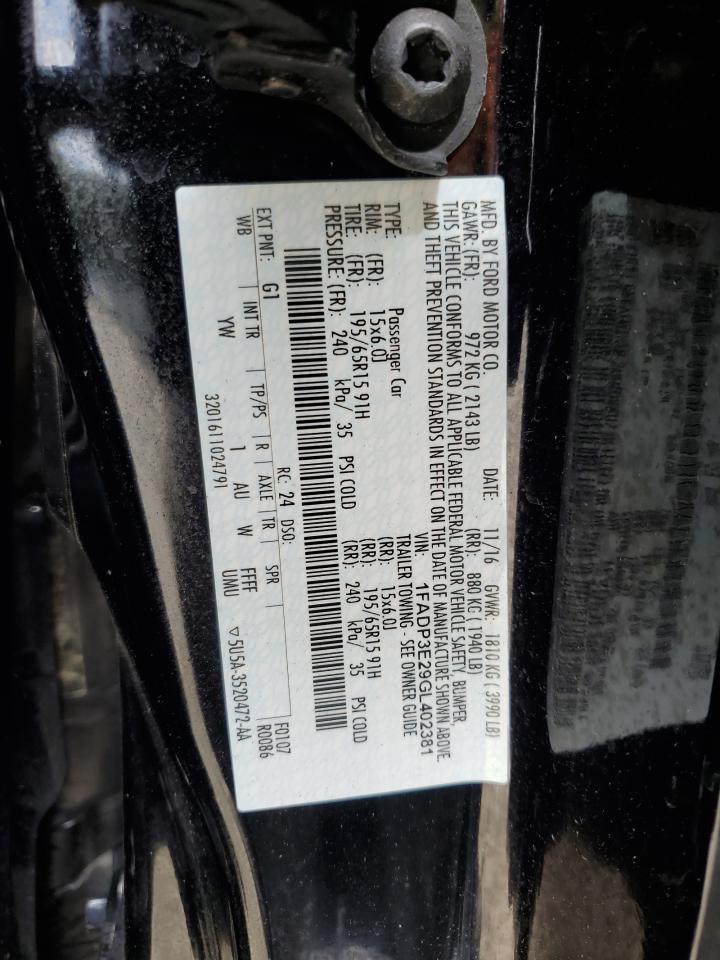 MFD. BY FORD MOTOR CO.
DATE: 11/16 GVWR: 1810 KG ( 3990 LB)
GAWR: (FR): 972 KG ( 2143 LB) (RR): 880 KG ( 1940 LB)
THIS VEHICLE CONFORMS TO ALL APPLICABLE FEDERAL MOTOR VEHICLE SAFETY, BUMPER,
AND THEFT PREVENTION STANDARDS IN EFFECT ON THE DATE OF MANUFACTURE SHOWN ABOVE.
VIN: 1FADP3E29GL402381
TYPE: Passenger Car TRAILER TOWING - SEE OWNER GUIDE
RIM: (FR): 15x6.0J (RR): 15x6.0J
TIRE: (FR): 195/65R15 91H (RR): 195/65R15 91H
PRESSURE: (FR): 240 kPa/ 35 PSI COLD (RR): 240 kPa/ 35 PSI COLD
RC: 24 DSO: F0107
EXT PNT: G1 R0086
INT TR TP/PS R AXLE TR SPR
WB YW 1 AU W FFFF
UMU
3201611024791 ▽ 5U5A-3520472-AA